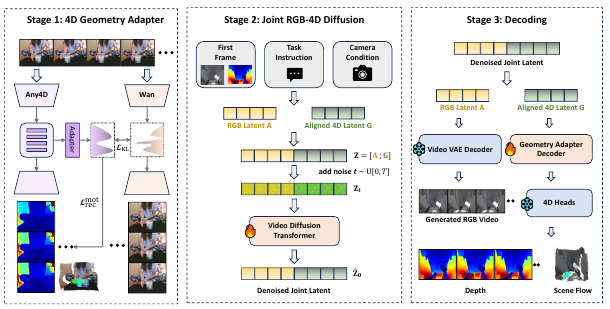 Stage 1: 4D Geometry Adapter
Any4D
Wan
Adapter
ℒKL
ℒ mot rec
Stage 2: Joint RGB-4D Diffusion
First
Frame
Task
Instruction
Camera
Condition
RGB Latent A
Aligned 4D Latent G
Z = [A ; G]
add noise t ~ U[0, T]
Zt
Video Diffusion
Transformer
Ẑ0
Denoised Joint Latent
Stage 3: Decoding
Denoised Joint Latent
RGB Latent A
Aligned 4D Latent G
Video VAE Decoder
Geometry Adapter
Decoder
Generated RGB Video
4D Heads
Depth
Scene Flow